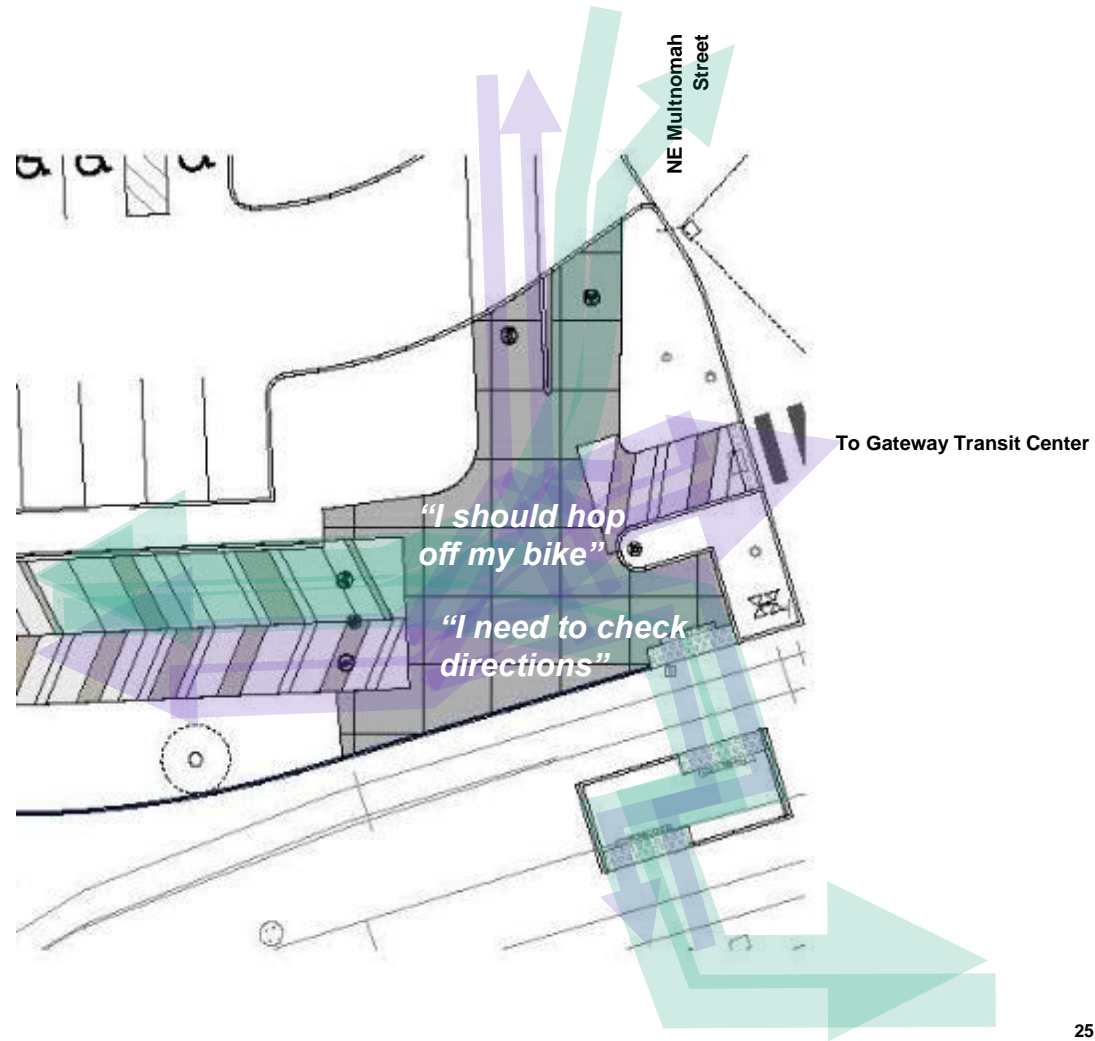 NE Multnomah
Street
To Gateway Transit Center
“I should hop
off my bike”
“I need to check
directions”
25